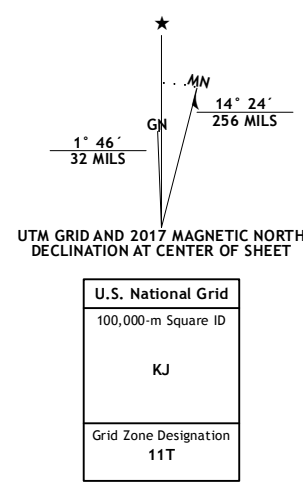 ★
MN
GN
14° 24´
256 MILS
1° 46´
32 MILS
UTM GRID AND 2017 MAGNETIC NORTH
DECLINATION AT CENTER OF SHEET
U.S. National Grid
100,000-m Square ID
KJ
Grid Zone Designation
11T